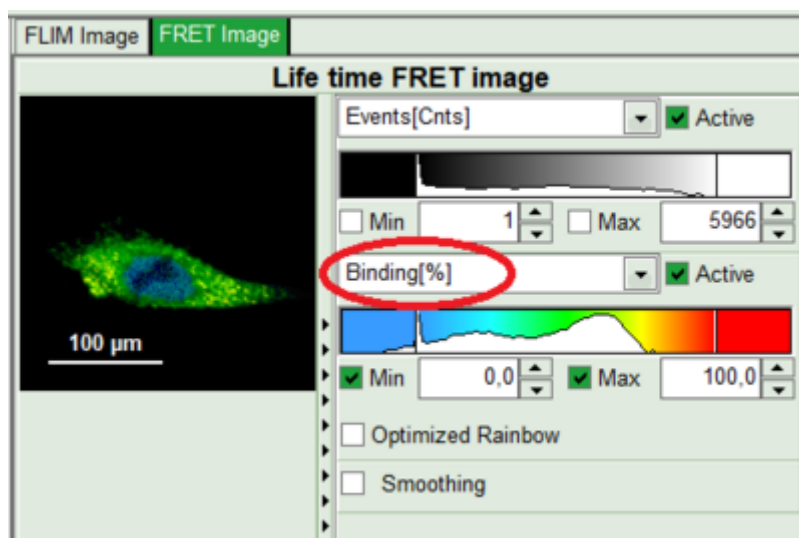 FLIM Image FRET Image
Life time FRET image
Events[Cnts] Active
Min 1 Max 5966
Binding[%] Active
100 µm
Min 0,0 Max 100,0
Optimized Rainbow
Smoothing